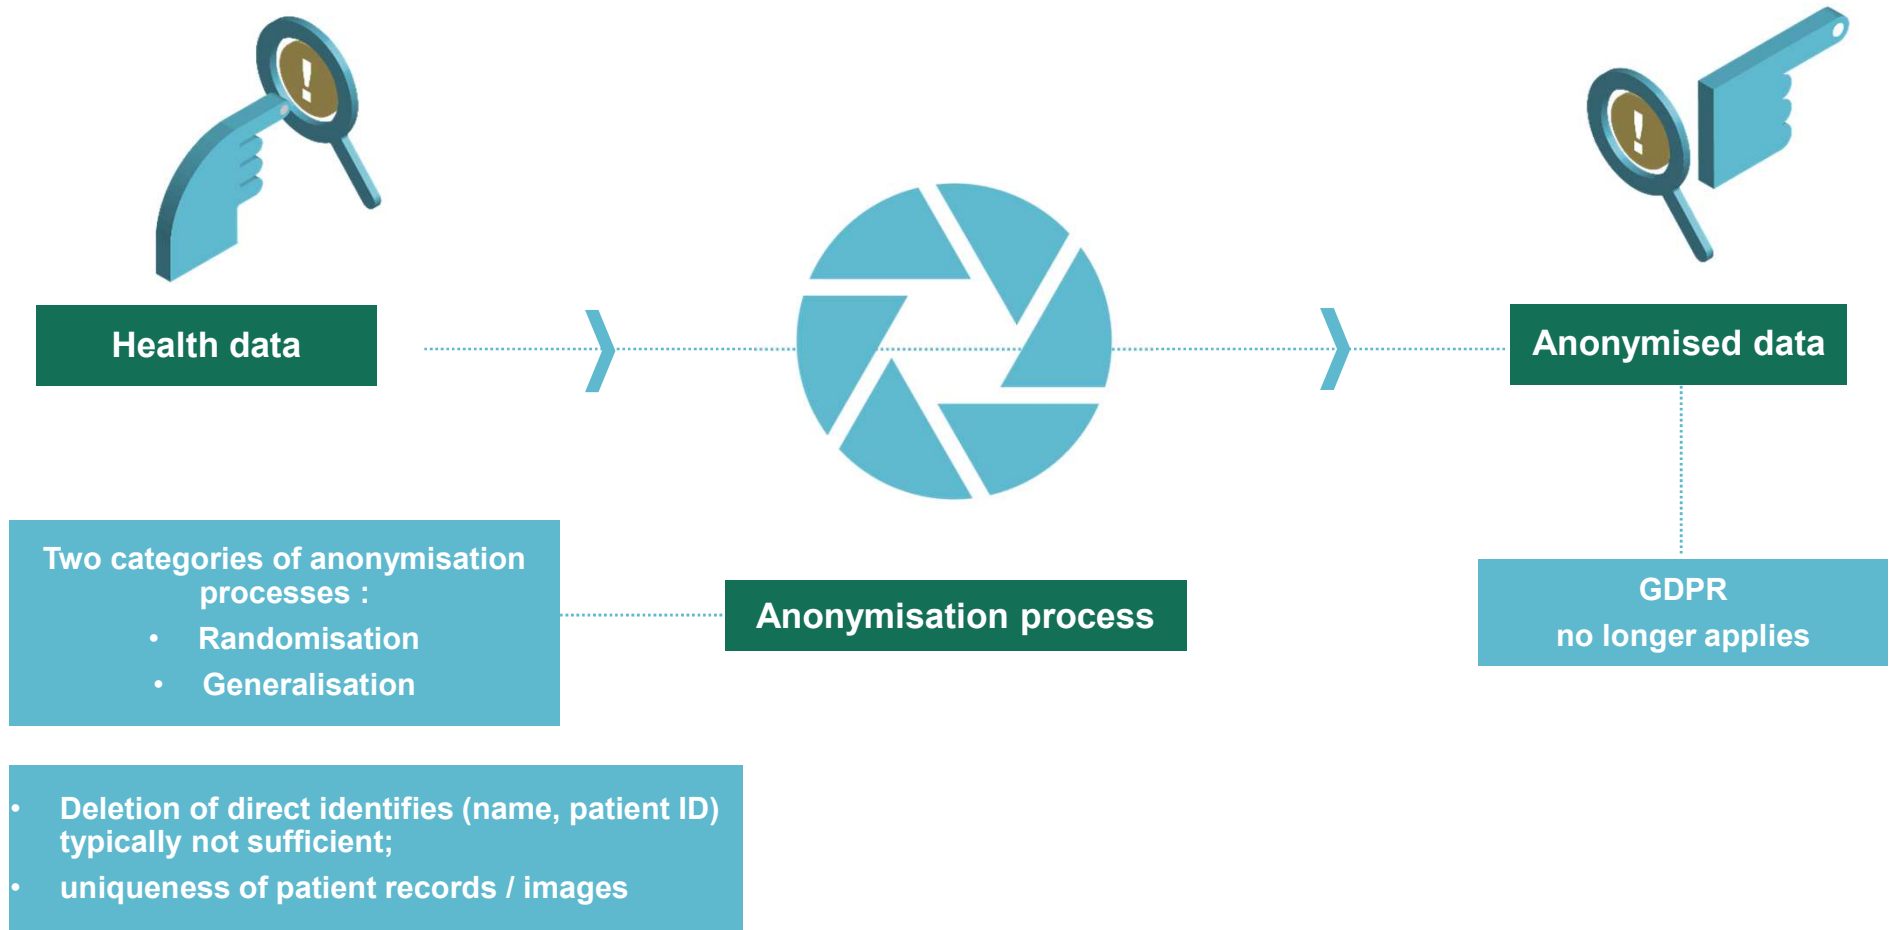 Health data
Anonymised data
Two categories of anonymisation
processes :
• Randomisation
• Generalisation
Anonymisation process
GDPR
no longer applies
• Deletion of direct identifies (name, patient ID)
typically not sufficient;
• uniqueness of patient records / images